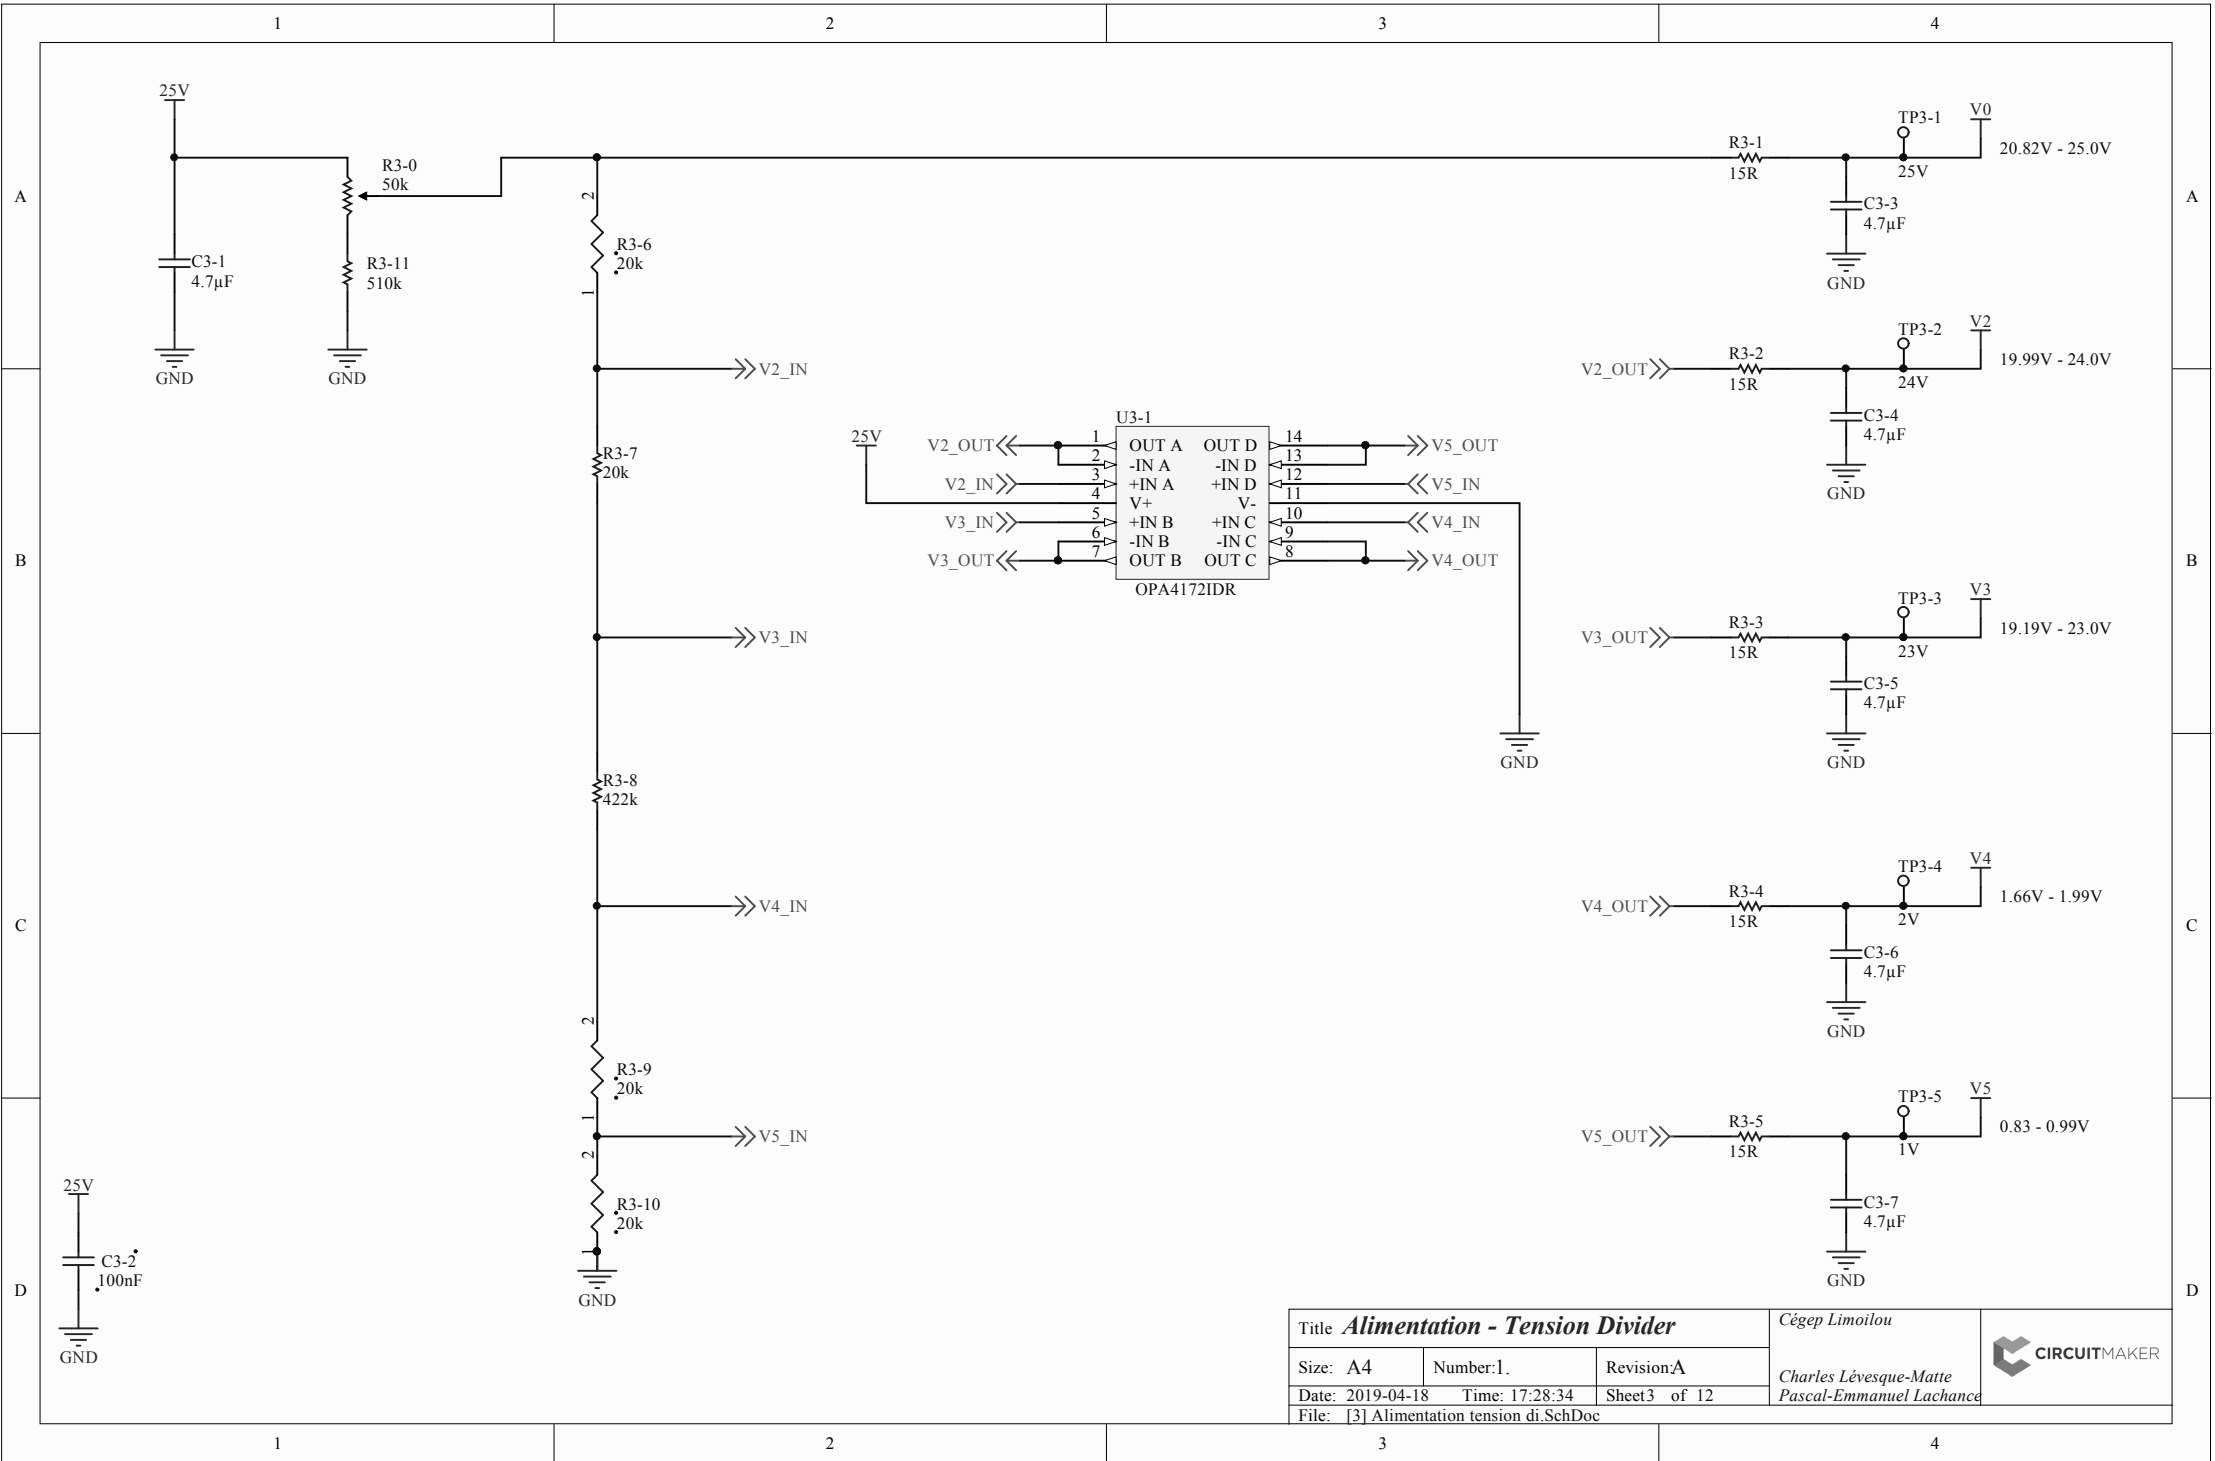 1 2 3 4
A A
B B
C C
D D
25V
R3-0
50k
C3-1
4.7µF
R3-11
510k
GND
GND
2
R3-6
20k
1
V2_IN
R3-7
20k
V3_IN
R3-8
422k
V4_IN
2
R3-9
20k
1
V5_IN
2
R3-10
20k
1
GND
25V
C3-2
100nF
GND
U3-1
25V
V2_OUT 1 OUT A OUT D 14 V5_OUT
2 -IN A -IN D 13
V2_IN 3 +IN A +IN D 12 V5_IN
4 V+ V- 11
V3_IN 5 +IN B +IN C 10 V4_IN
6 -IN B -IN C 9
V3_OUT 7 OUT B OUT C 8 V4_OUT
OPA4172IDR
GND
R3-1
15R
TP3-1
25V
V0
20.82V - 25.0V
C3-3
4.7µF
GND
V2_OUT
R3-2
15R
TP3-2
24V
V2
19.99V - 24.0V
C3-4
4.7µF
GND
V3_OUT
R3-3
15R
TP3-3
23V
V3
19.19V - 23.0V
C3-5
4.7µF
GND
V4_OUT
R3-4
15R
TP3-4
2V
V4
1.66V - 1.99V
C3-6
4.7µF
GND
V5_OUT
R3-5
15R
TP3-5
1V
V5
0.83 - 0.99V
C3-7
4.7µF
GND
Title Alimentation - Tension Divider
Size: A4 Number:1. Revision:A
Date: 2019-04-18 Time: 17:28:34 Sheet3 of 12
File: [3] Alimentation tension di.SchDoc
Cégep Limoilou
Charles Lévesque-Matte
Pascal-Emmanuel Lachance
CIRCUITMAKER
1 2 3 4